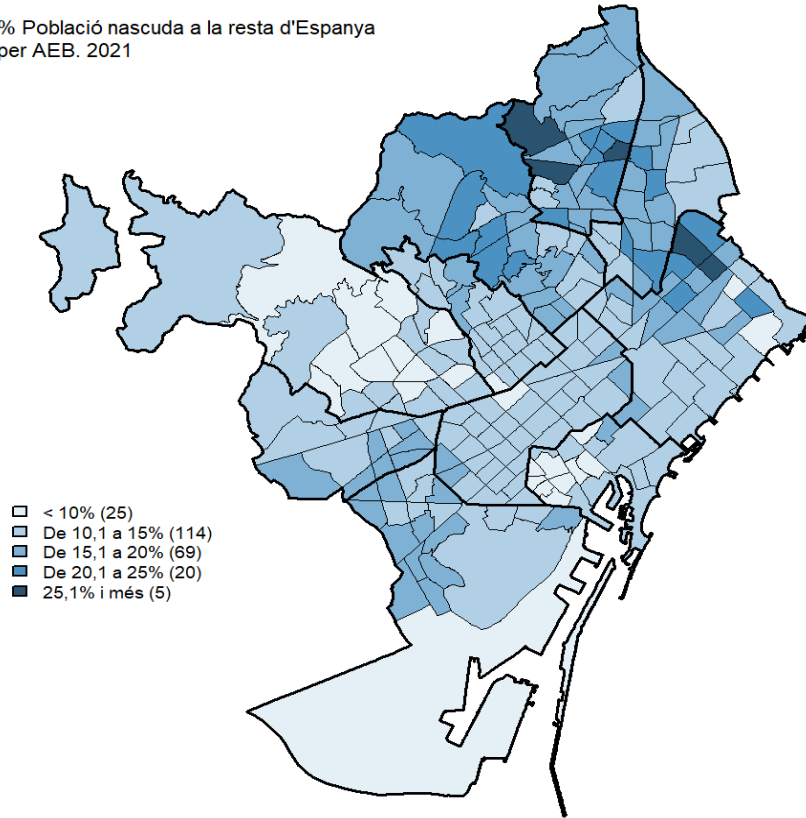 % Població nascuda a la resta d'Espanya
per AEB. 2021
< 10% (25)
De 10,1 a 15% (114)
De 15,1 a 20% (69)
De 20,1 a 25% (20)
25,1% i més (5)